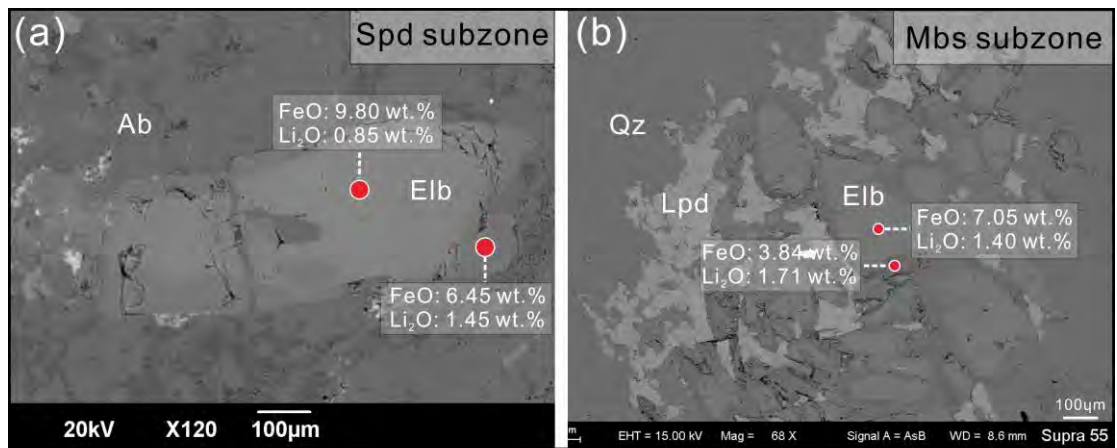 (a)
Spd subzone
Ab
FeO: 9.80 wt.%
Li₂O: 0.85 wt.%
Elb
FeO: 6.45 wt.%
Li₂O: 1.45 wt.%
20kV X120 100µm
(b)
Mbs subzone
Qz
Lpd
Elb
FeO: 7.05 wt.%
Li₂O: 1.40 wt.%
FeO: 3.84 wt.%
Li₂O: 1.71 wt.%
100µm
EHT = 15.00 kV Mag = 68 X Signal A = AsB WD = 8.6 mm Supra 55